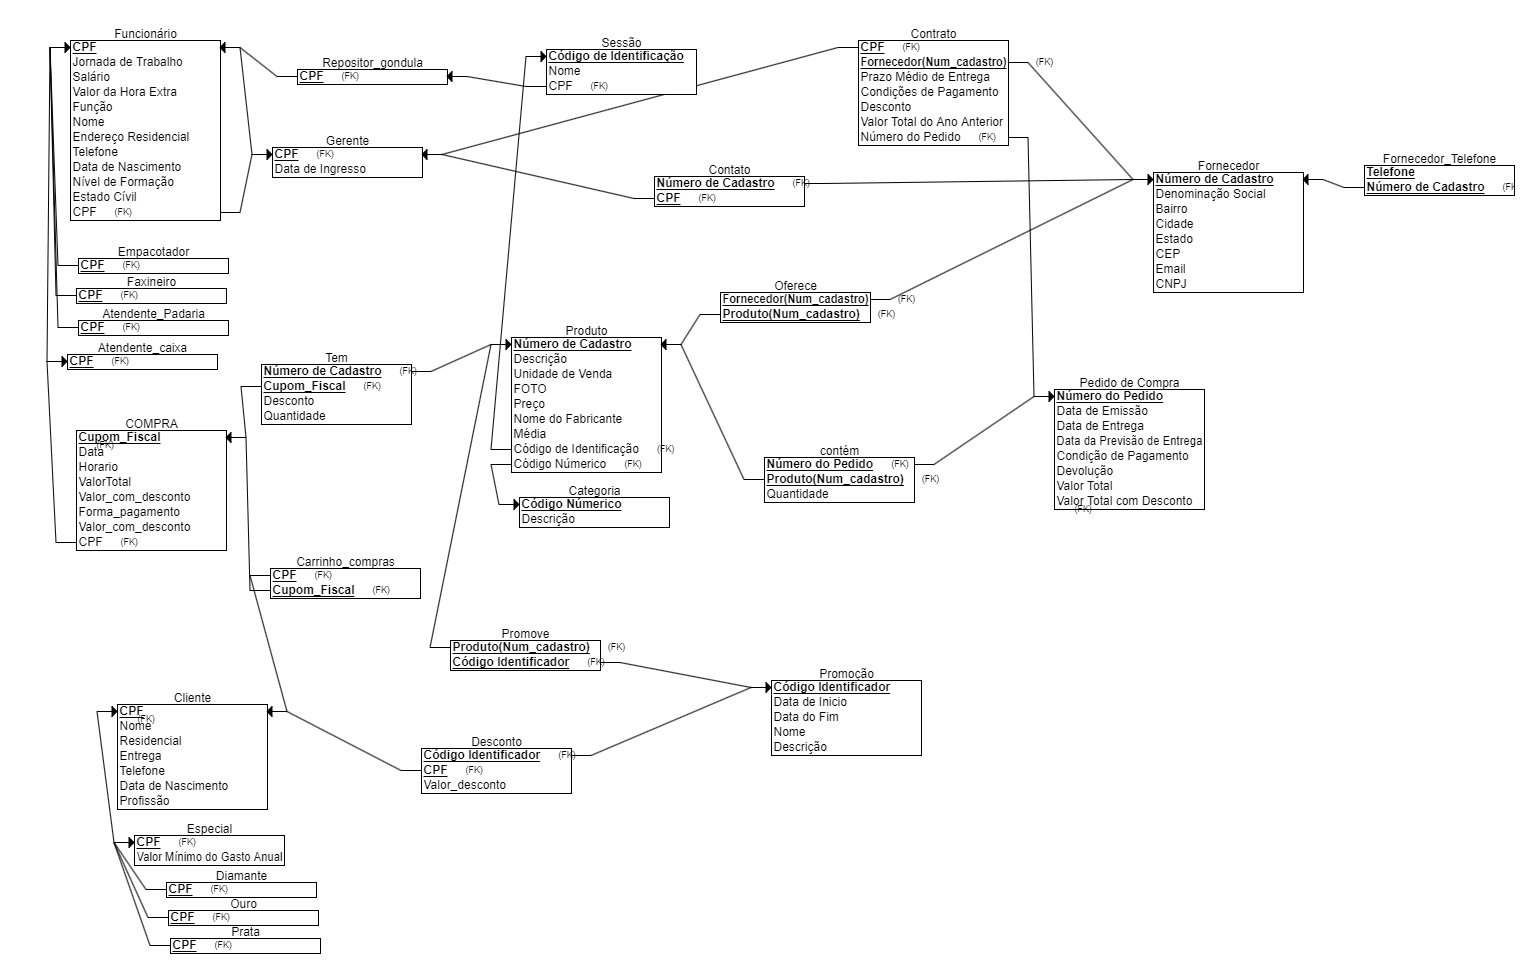 Funcionário
CPF
Jornada de Trabalho
Salário
Valor da Hora Extra
Função
Nome
Endereço Residencial
Telefone
Data de Nascimento
Nível de Formação
Estado Cívil
CPF (FK)
Repositor_gondula
CPF (FK)
Sessão
Código de Identificação
Nome
CPF (FK)
Contrato
CPF (FK)
Fornecedor(Num_cadastro) (FK)
Prazo Médio de Entrega
Condições de Pagamento
Desconto
Valor Total do Ano Anterior
Número do Pedido (FK)
Gerente
CPF (FK)
Data de Ingresso
Contato
Número de Cadastro (FK)
CPF (FK)
Fornecedor
Número de Cadastro
Denominação Social
Bairro
Cidade
Estado
CEP
Email
CNPJ
Fornecedor_Telefone
Telefone
Número de Cadastro (FK
Empacotador
CPF (FK)
Faxineiro
CPF (FK)
Atendente_Padaria
CPF (FK)
Atendente_caixa
CPF (FK)
Oferece
Fornecedor(Num_cadastro) (FK)
Produto(Num_cadastro) (FK)
Tem
Número de Cadastro (FK)
Cupom_Fiscal (FK)
Desconto
Quantidade
Produto
Número de Cadastro
Descrição
Unidade de Venda
FOTO
Preço
Nome do Fabricante
Média
Código de Identificação (FK)
Código Númerico (FK)
Pedido de Compra
Número do Pedido
Data de Emissão
Data de Entrega
Data da Previsão de Entrega
Condição de Pagamento
Devolução
Valor Total
Valor Total com Desconto
(FK)
COMPRA
Cupom_Fiscal
(FK)
Data
Horario
ValorTotal
Valor_com_desconto
Forma_pagamento
Valor_com_desconto
CPF (FK)
contém
Número do Pedido (FK)
Produto(Num_cadastro) (FK)
Quantidade
Categoria
Código Númerico
Descrição
Carrinho_compras
CPF (FK)
Cupom_Fiscal (FK)
Promove
Produto(Num_cadastro) (FK)
Código Identificador (FK)
Promoção
Código Identificador
Data de Inicio
Data do Fim
Nome
Descrição
Cliente
CPF
(FK)
Nome
Residencial
Entrega
Telefone
Data de Nascimento
Profissão
Desconto
Código Identificador (FK)
CPF (FK)
Valor_desconto
Especial
CPF (FK)
Valor Mínimo do Gasto Anual
Diamante
CPF (FK)
Ouro
CPF (FK)
Prata
CPF (FK)